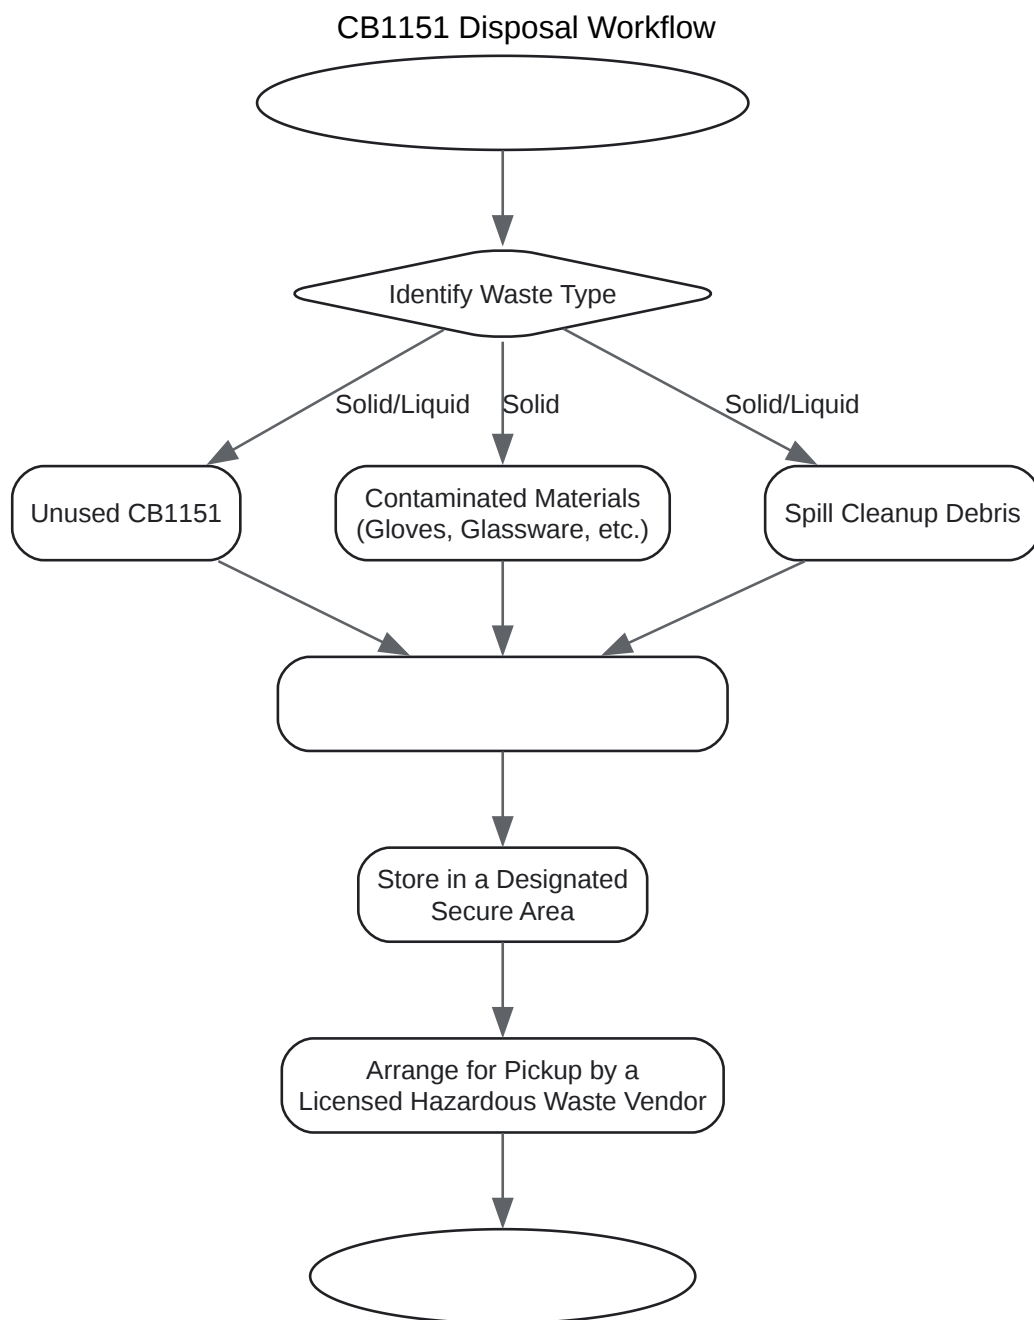 CB1151 Disposal Workflow
Identify Waste Type
Solid/Liquid
Solid
Solid/Liquid
Unused CB1151
Contaminated Materials
(Gloves, Glassware, etc.)
Spill Cleanup Debris
Store in a Designated
Secure Area
Arrange for Pickup by a
Licensed Hazardous Waste Vendor